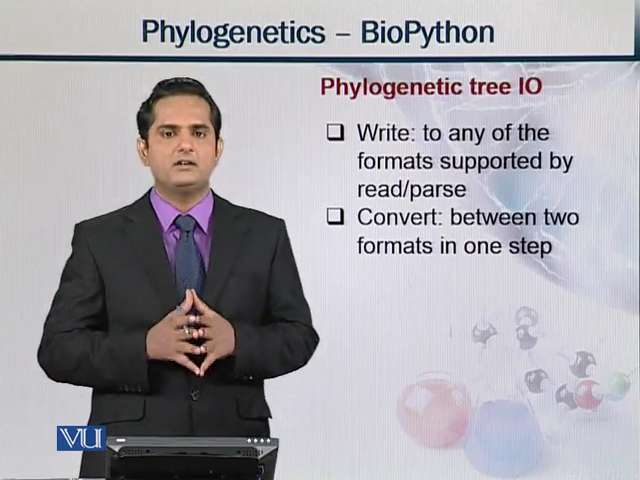 Phylogenetics – BioPython
Phylogenetic tree IO
❑ Write: to any of the
formats supported by
read/parse
❑ Convert: between two
formats in one step
VU